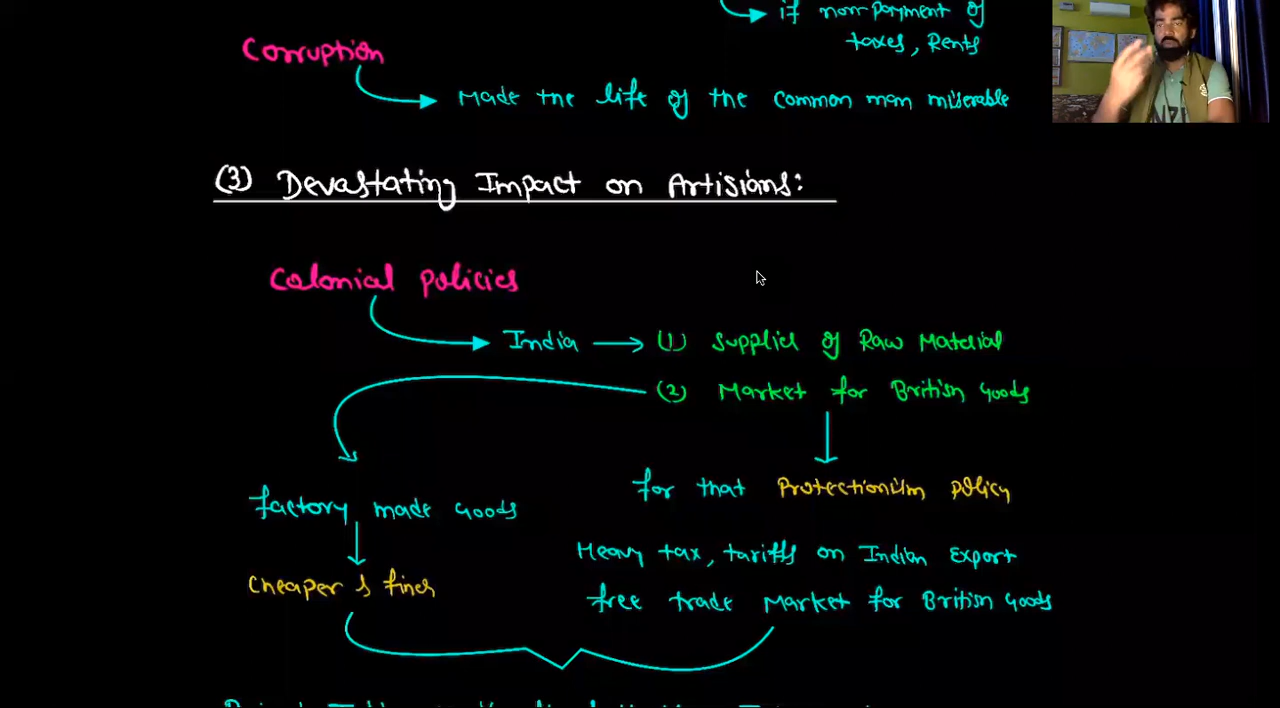 if non payment of
taxes, Rents
Corruption
Made the life of the common man miserable
(3) Devastating Impact on Artisians:
Colonial Policies
India → (1) Supplier of Raw Material
(2) Market for British Goods
for that Protectionism policy
factory made Goods
Heavy tax, tariffs on Indian Export
Cheaper & finer
free trade Market for British Goods